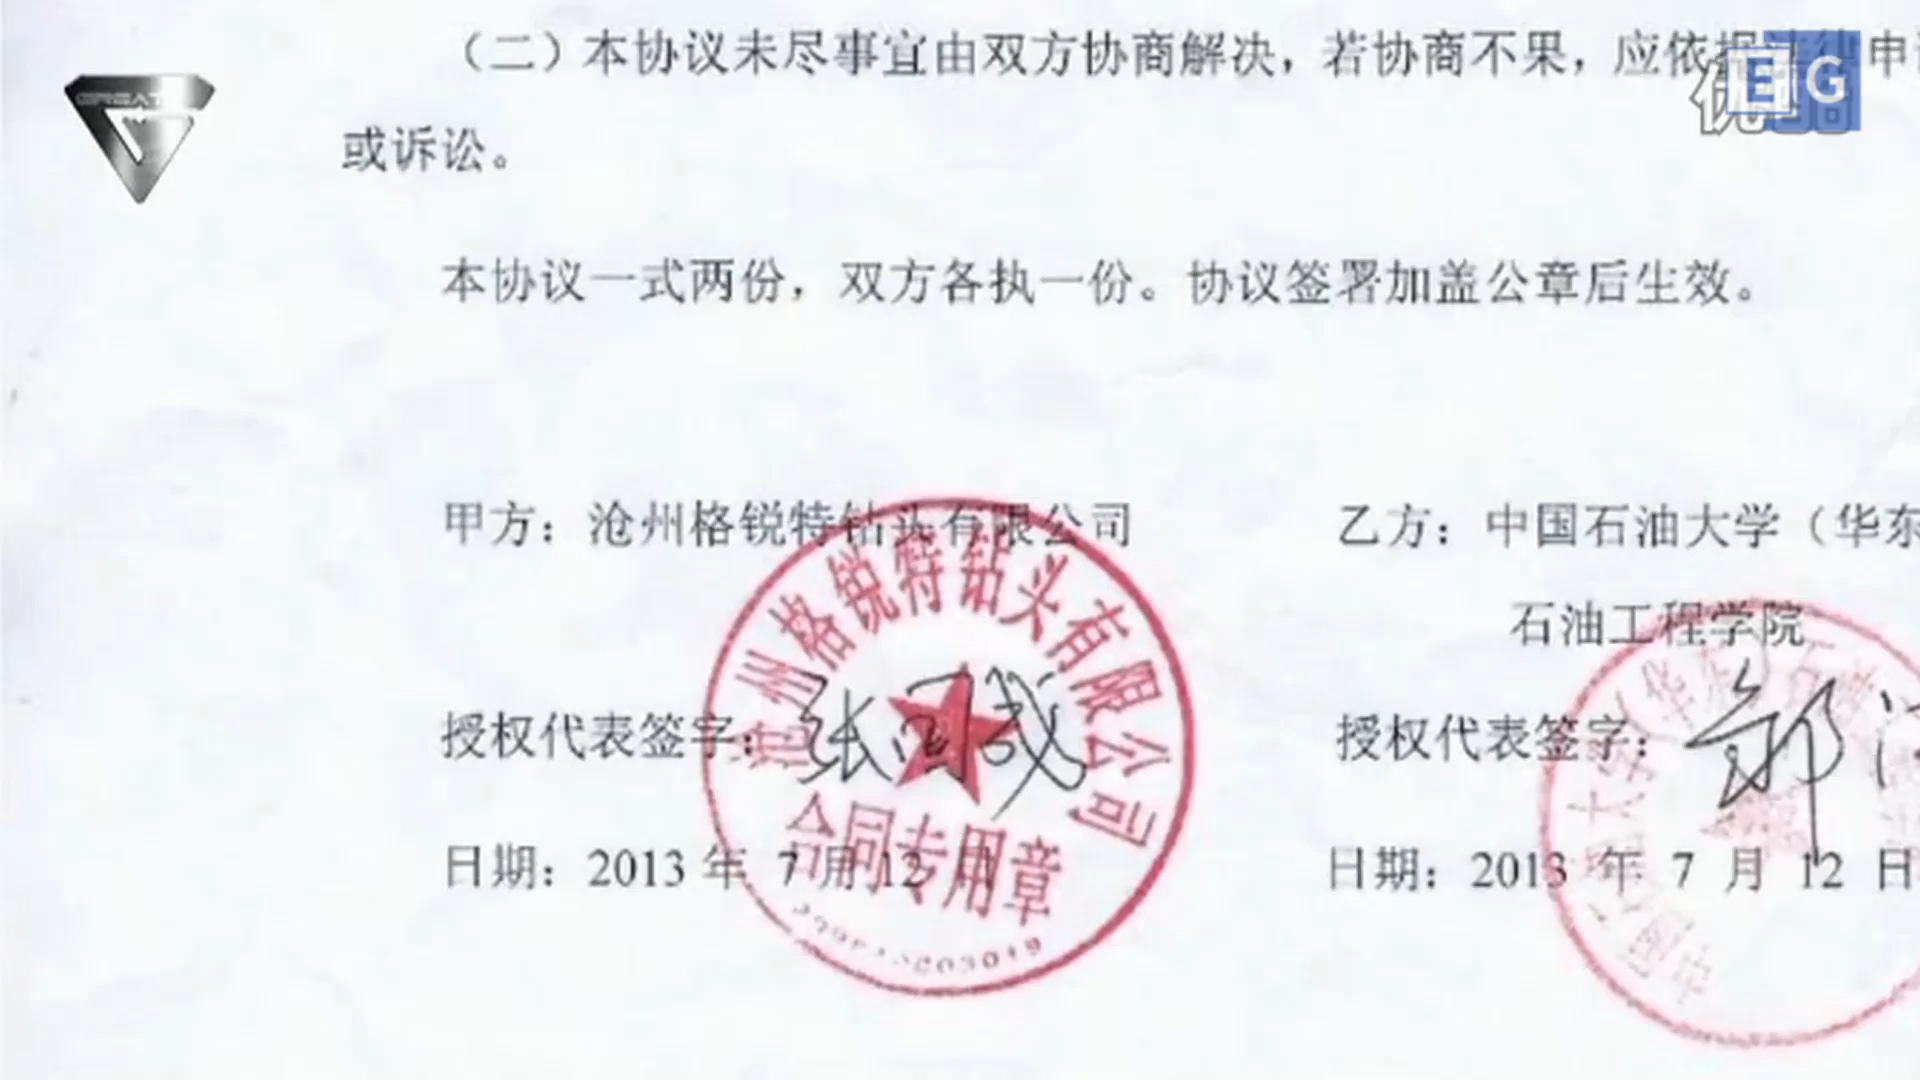 GREAT
EG
（二）本协议未尽事宜由双方协商解决，若协商不果，应依据 申
或诉讼。
本协议一式两份，双方各执一份。协议签署加盖公章后生效。
甲方：沧州格锐特钻头有限公司
乙方：中国石油大学（华东
石油工程学院
沧州格锐特钻头有限公司
授权代表签字：张
授权代表签字：郭
合同专用章
日期：2013 年 7 月 12 日
日期：2013 年 7 月 12 日